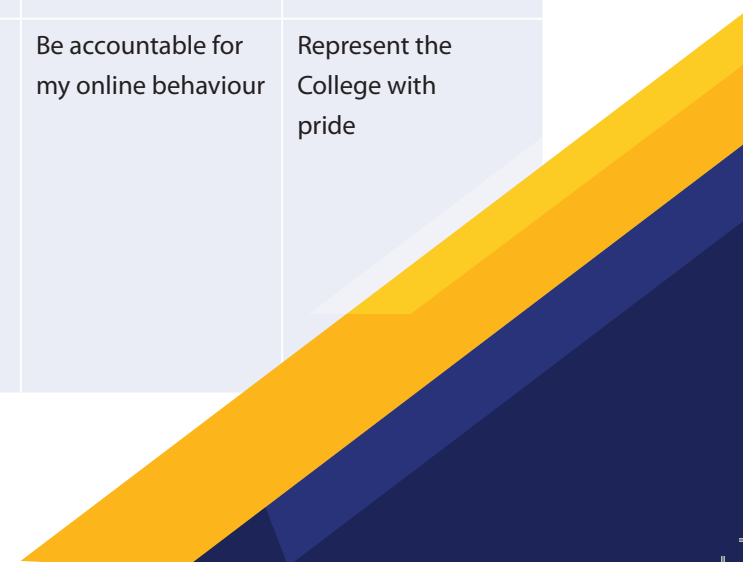 Be accountable for
my online behaviour
Represent the
College with
pride